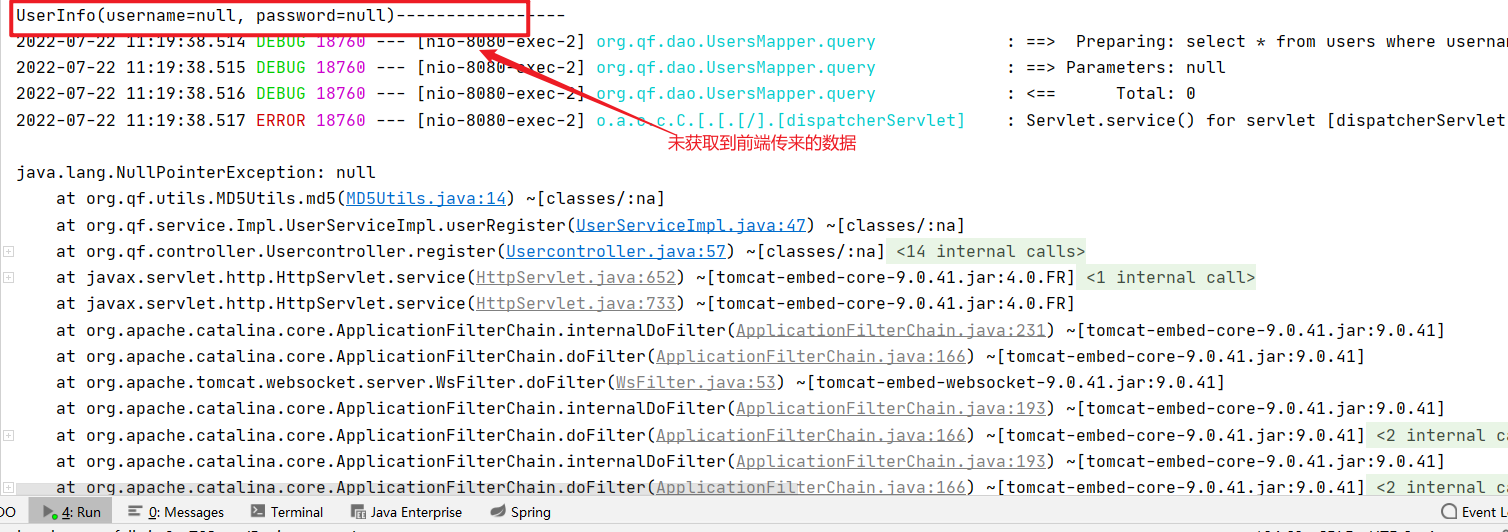 UserInfo(username=null, password=null)-----------------
2022-07-22 11:19:38.514 DEBUG 18760 --- [nio-8080-exec-2] org.qf.dao.UsersMapper.query : ==> Preparing: select * from users where userna
2022-07-22 11:19:38.515 DEBUG 18760 --- [nio-8080-exec-2] org.qf.dao.UsersMapper.query : ==> Parameters: null
2022-07-22 11:19:38.516 DEBUG 18760 --- [nio-8080-exec-2] org.qf.dao.UsersMapper.query : <== Total: 0
2022-07-22 11:19:38.517 ERROR 18760 --- [nio-8080-exec-2] o.a.c.c.C.[.[.[/].[dispatcherServlet] : Servlet.service() for servlet [dispatcherServlet
未获取到前端传来的数据
java.lang.NullPointerException: null
at org.qf.utils.MD5Utils.md5(MD5Utils.java:14) ~[classes/:na]
at org.qf.service.Impl.UserServiceImpl.userRegister(UserServiceImpl.java:47) ~[classes/:na]
at org.qf.controller.Usercontroller.register(Usercontroller.java:57) ~[classes/:na] <14 internal calls>
at javax.servlet.http.HttpServlet.service(HttpServlet.java:652) ~[tomcat-embed-core-9.0.41.jar:4.0.FR] <1 internal call>
at javax.servlet.http.HttpServlet.service(HttpServlet.java:733) ~[tomcat-embed-core-9.0.41.jar:4.0.FR]
at org.apache.catalina.core.ApplicationFilterChain.internalDoFilter(ApplicationFilterChain.java:231) ~[tomcat-embed-core-9.0.41.jar:9.0.41]
at org.apache.catalina.core.ApplicationFilterChain.doFilter(ApplicationFilterChain.java:166) ~[tomcat-embed-core-9.0.41.jar:9.0.41]
at org.apache.tomcat.websocket.server.WsFilter.doFilter(WsFilter.java:53) ~[tomcat-embed-websocket-9.0.41.jar:9.0.41]
at org.apache.catalina.core.ApplicationFilterChain.internalDoFilter(ApplicationFilterChain.java:193) ~[tomcat-embed-core-9.0.41.jar:9.0.41]
at org.apache.catalina.core.ApplicationFilterChain.doFilter(ApplicationFilterChain.java:166) ~[tomcat-embed-core-9.0.41.jar:9.0.41] <2 internal ca
at org.apache.catalina.core.ApplicationFilterChain.internalDoFilter(ApplicationFilterChain.java:193) ~[tomcat-embed-core-9.0.41.jar:9.0.41]
at org.apache.catalina.core.ApplicationFilterChain.doFilter(ApplicationFilterChain.java:166) ~[tomcat-embed-core-9.0.41.jar:9.0.41] <2 internal ca
DO 4: Run 0: Messages Terminal Java Enterprise Spring Event L